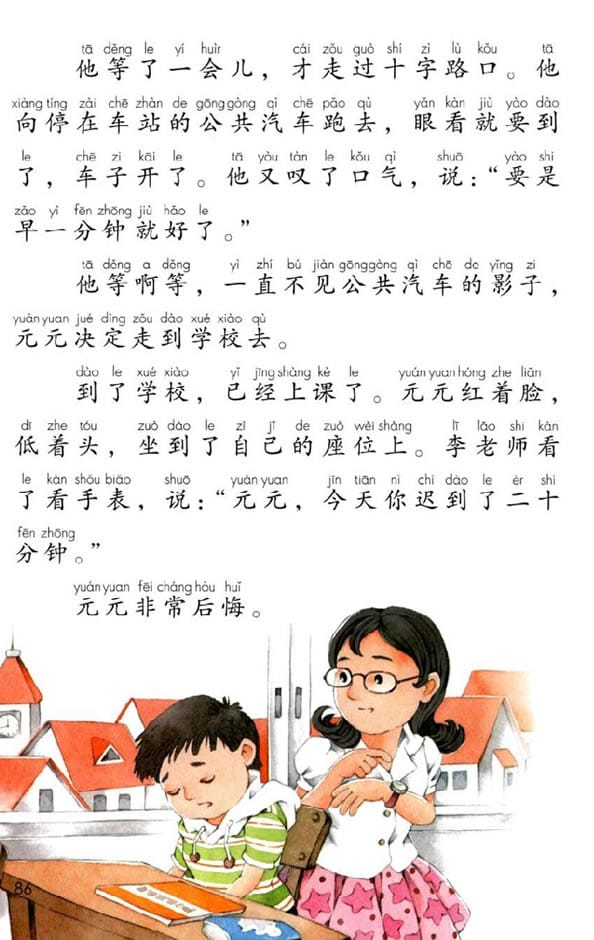 tā děng le yí huìr cái zǒu guò shí zì lù kǒu tā
他等了一会儿，才走过十字路口。他
xiàng tíng zài chē zhàn de gōng gòng qì chē pǎo qù yǎn kàn jiù yào dào
向停在车站的公共汽车跑去，眼看就要到
le chē zi kāi le tā yòu tàn le kǒu qì shuō yào shi
了，车子开了。他又叹了口气，说：“要是
zǎo yì fēn zhōng jiù hǎo le
早一分钟就好了。”
tā děng a děng yì zhí bú jiàn gōng gòng qì chē de yǐng zi
他等啊等，一直不见公共汽车的影子，
yuán yuan jué dìng zǒu dào xué xiào qù
元元决定走到学校去。
dào le xué xiào yǐ jīng shàng kè le yuán yuan hóng zhe liǎn
到了学校，已经上课了。元元红着脸，
dī zhe tóu zuò dào le zì jǐ de zuò wèi shàng lǐ lǎo shī kàn
低着头，坐到了自己的座位上。李老师看
le kàn shǒu biǎo shuō yuán yuan jīn tiān nǐ chí dào le èr shí
了看手表，说：“元元，今天你迟到了二十
fēn zhōng
分钟。”
yuán yuan fēi cháng hòu huǐ
元元非常后悔。
86